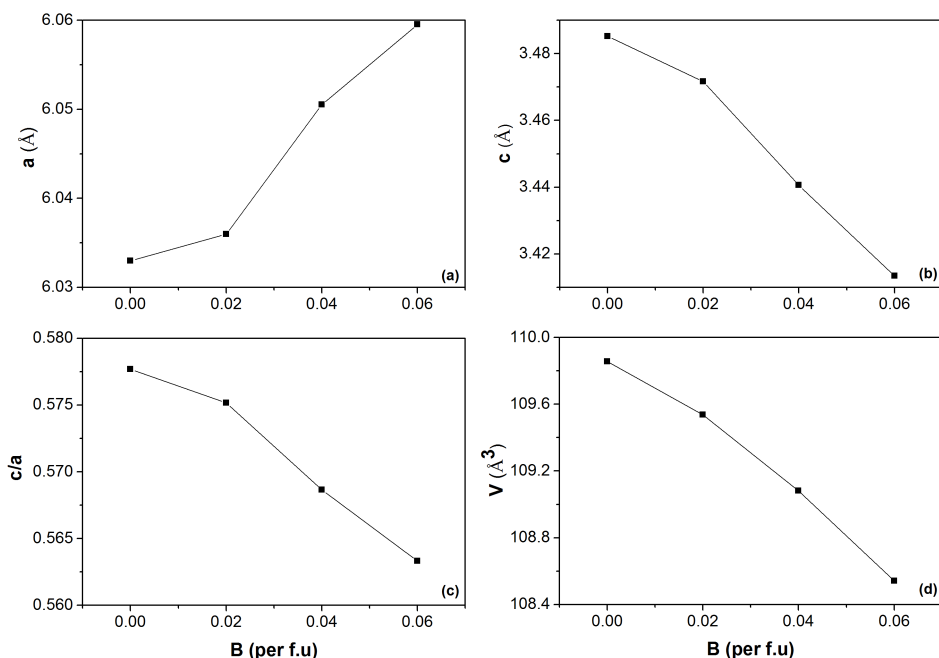 6.06
6.05
6.04
6.03
a (Å)
0.00 0.02 0.04 0.06
(a)
3.48
3.46
3.44
3.42
c (Å)
0.00 0.02 0.04 0.06
(b)
0.580
0.575
0.570
0.565
0.560
c/a
0.00 0.02 0.04 0.06
(c)
B (per f.u)
110.0
109.6
109.2
108.8
108.4
V (Å3)
0.00 0.02 0.04 0.06
(d)
B (per f.u)